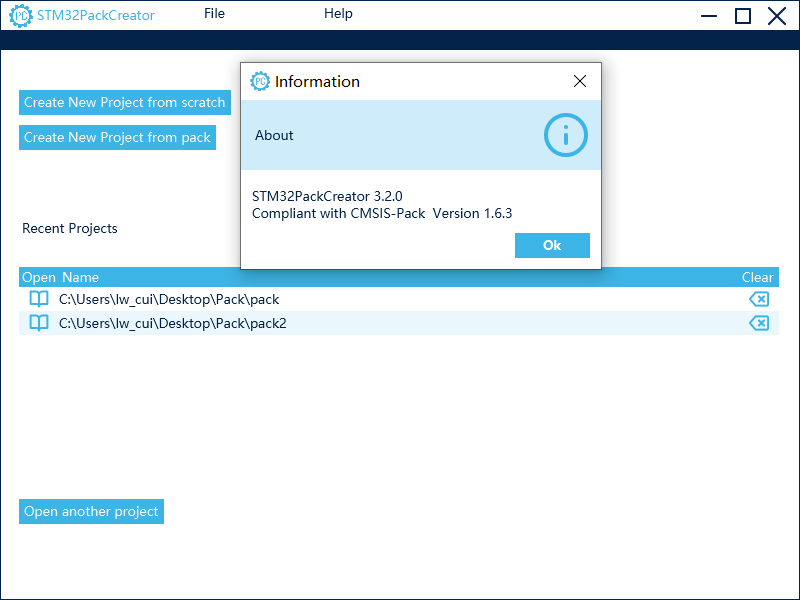 PC STM32PackCreator File Help
PC Information
Create New Project from scratch
Create New Project from pack
About
STM32PackCreator 3.2.0
Compliant with CMSIS-Pack Version 1.6.3
Ok
Recent Projects
Open Name Clear
C:\Users\lw_cui\Desktop\Pack\pack
C:\Users\lw_cui\Desktop\Pack\pack2
Open another project